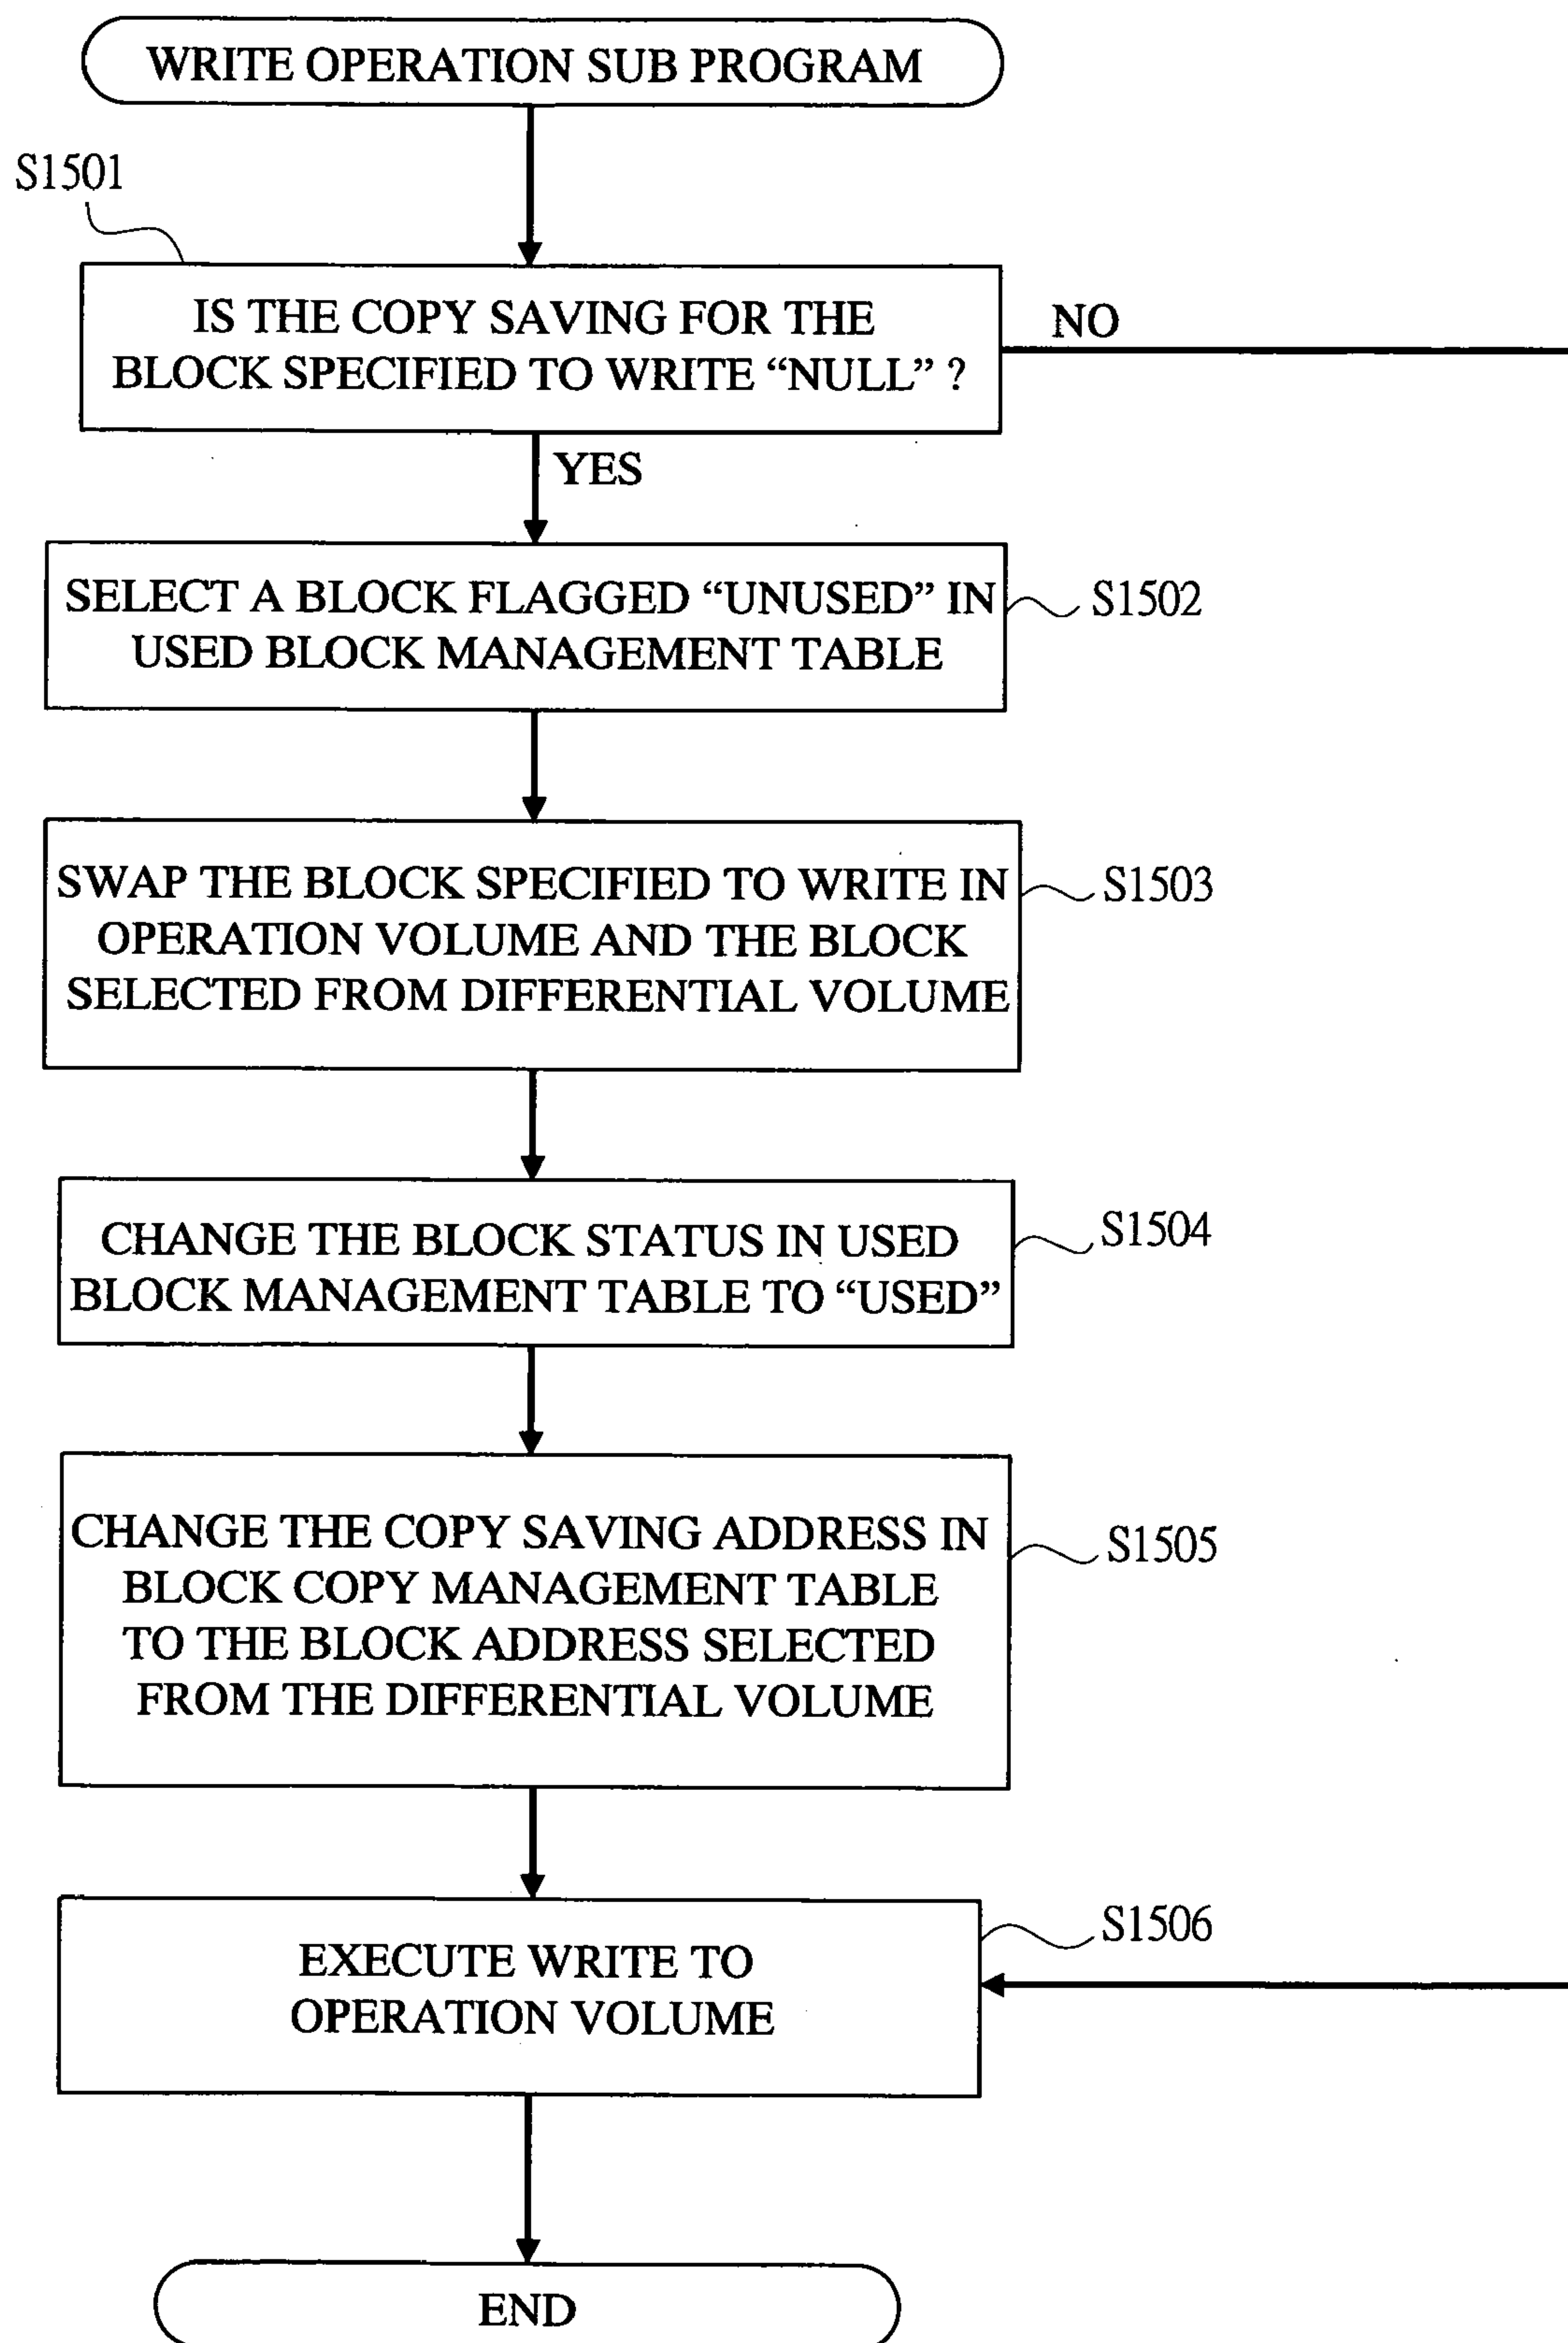 WRITE OPERATION SUB PROGRAM
S1501
IS THE COPY SAVING FOR THE
BLOCK SPECIFIED TO WRITE “NULL” ?
NO
YES
SELECT A BLOCK FLAGGED “UNUSED” IN
USED BLOCK MANAGEMENT TABLE
S1502
SWAP THE BLOCK SPECIFIED TO WRITE IN
OPERATION VOLUME AND THE BLOCK
SELECTED FROM DIFFERENTIAL VOLUME
S1503
CHANGE THE BLOCK STATUS IN USED
BLOCK MANAGEMENT TABLE TO “USED”
S1504
CHANGE THE COPY SAVING ADDRESS IN
BLOCK COPY MANAGEMENT TABLE
TO THE BLOCK ADDRESS SELECTED
FROM THE DIFFERENTIAL VOLUME
S1505
EXECUTE WRITE TO
OPERATION VOLUME
S1506
END